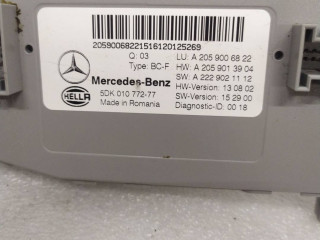 20590068221516120125269
Q: 03 LU: A 205 900 68 22
Type: BC-F HW: A 205 901 39 04
Mercedes-Benz SW: A 222 902 11 12
HELLA 5DK 010 772-77 HW-Version: 13 08 02
Made in Romania SW-Version: 15 29 00
Diagnostic-ID: 00 18